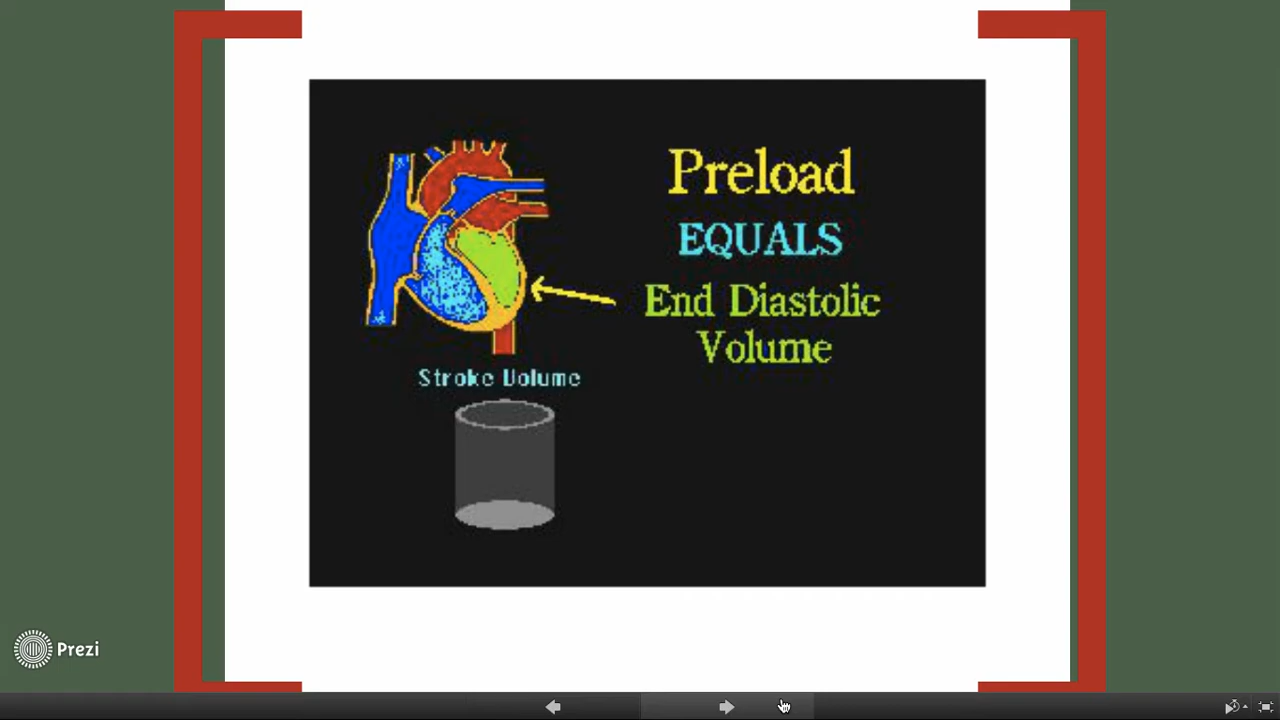 Preload
EQUALS
End Diastolic
Volume
Stroke Volume
Prezi